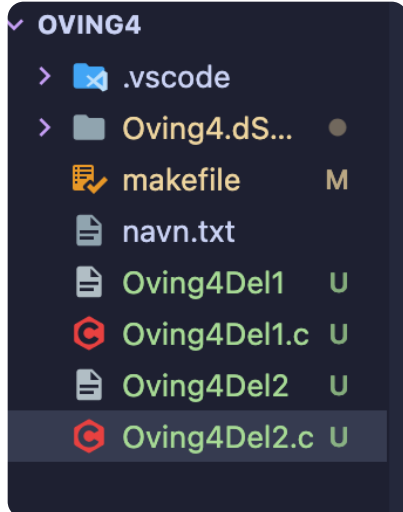 OVING4
.vscode
Oving4.dS...
makefile M
navn.txt
Oving4Del1 U
Oving4Del1.c U
Oving4Del2 U
Oving4Del2.c U